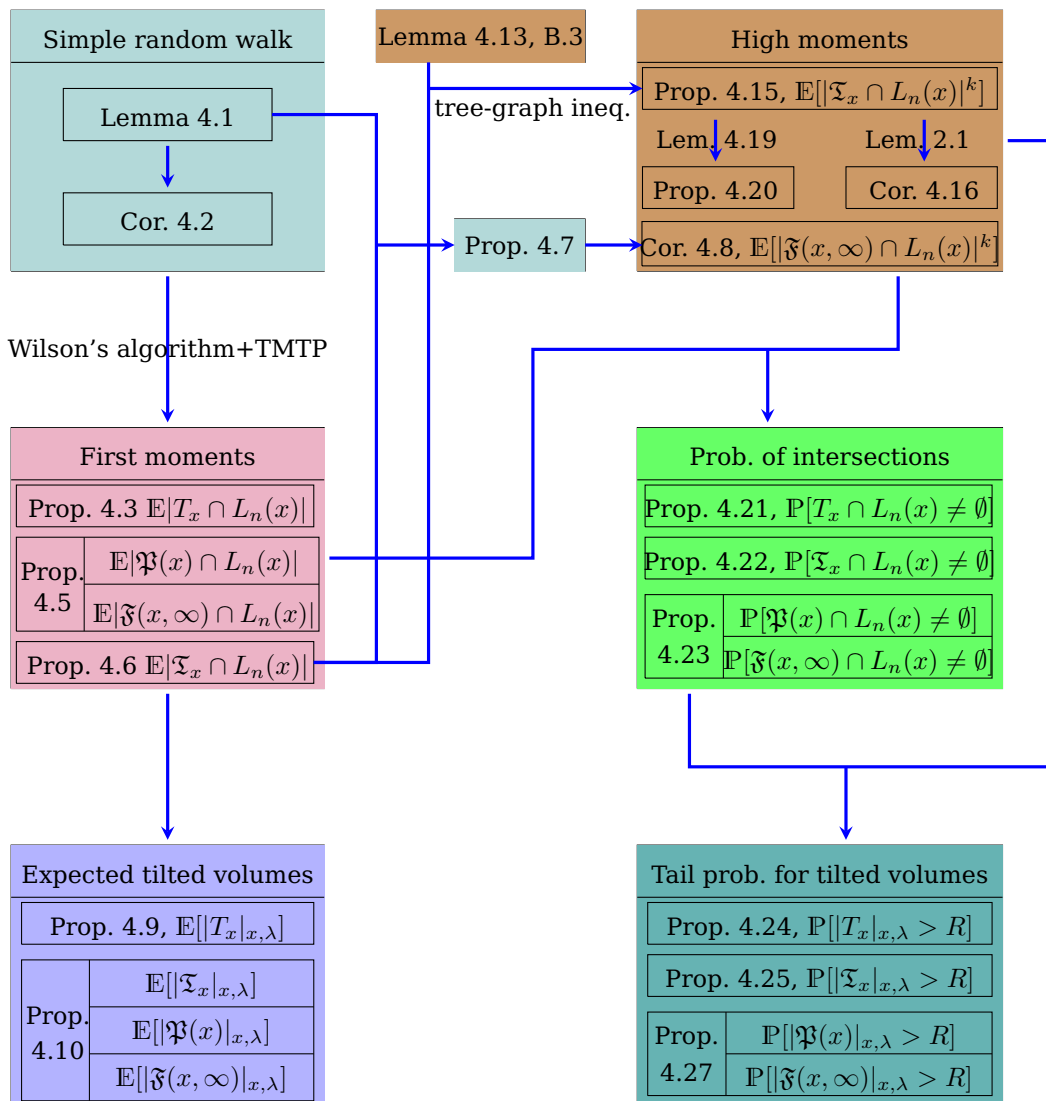 Simple random walk
Lemma 4.1
Cor. 4.2
Lemma 4.13, B.3
tree-graph ineq.
High moments
Prop. 4.15, 𝔼[|𝔗_x ∩ L_n(x)|^k]
Lem. 4.19
Lem. 2.1
Prop. 4.20
Cor. 4.16
Prop. 4.7
Cor. 4.8, 𝔼[|𝔉(x, ∞) ∩ L_n(x)|^k]
Wilson's algorithm+TMTP
First moments
Prop. 4.3 𝔼|T_x ∩ L_n(x)|
Prop.
4.5
𝔼|𝔓(x) ∩ L_n(x)|
𝔼|𝔉(x, ∞) ∩ L_n(x)|
Prop. 4.6 𝔼|𝔗_x ∩ L_n(x)|
Prob. of intersections
Prop. 4.21, ℙ[T_x ∩ L_n(x) ≠ ∅]
Prop. 4.22, ℙ[𝔗_x ∩ L_n(x) ≠ ∅]
Prop.
4.23
ℙ[𝔓(x) ∩ L_n(x) ≠ ∅]
ℙ[𝔉(x, ∞) ∩ L_n(x) ≠ ∅]
Expected tilted volumes
Prop. 4.9, 𝔼[|T_x|_{x,λ}]
Prop.
4.10
𝔼[|𝔗_x|_{x,λ}]
𝔼[|𝔓(x)|_{x,λ}]
𝔼[|𝔉(x, ∞)|_{x,λ}]
Tail prob. for tilted volumes
Prop. 4.24, ℙ[|T_x|_{x,λ} > R]
Prop. 4.25, ℙ[|𝔗_x|_{x,λ} > R]
Prop.
4.27
ℙ[|𝔓(x)|_{x,λ} > R]
ℙ[|𝔉(x, ∞)|_{x,λ} > R]